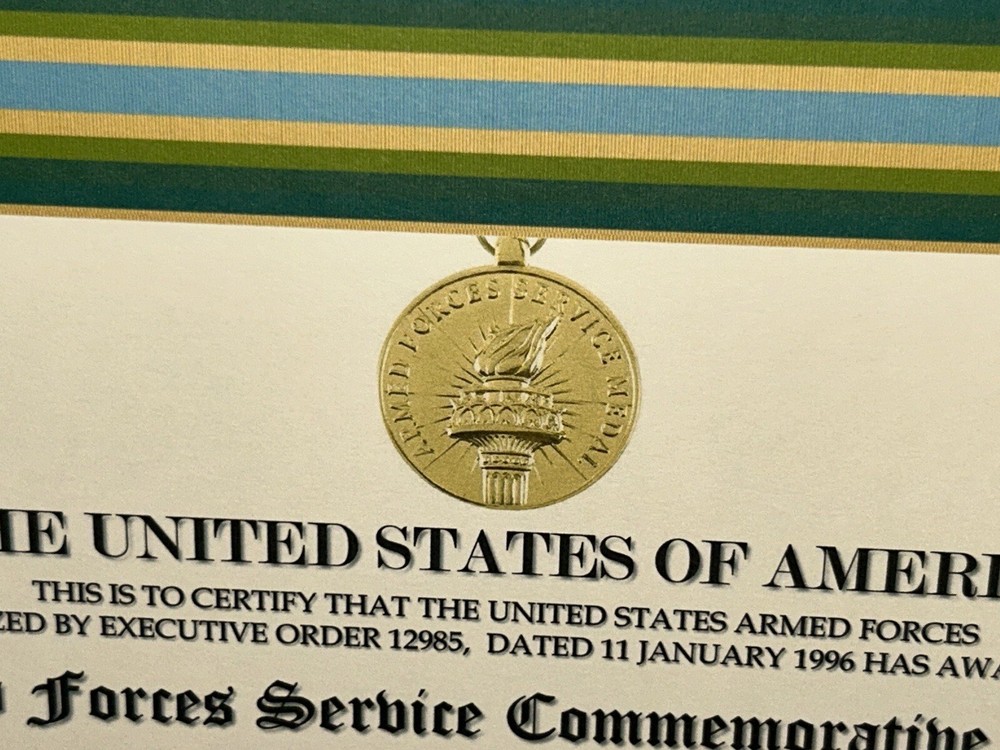 ARMED FORCES SERVICE MEDAL
HE UNITED STATES OF AMERI
THIS IS TO CERTIFY THAT THE UNITED STATES ARMED FORCES
ZED BY EXECUTIVE ORDER 12985, DATED 11 JANUARY 1996 HAS AWA
Forces Service Commemorative